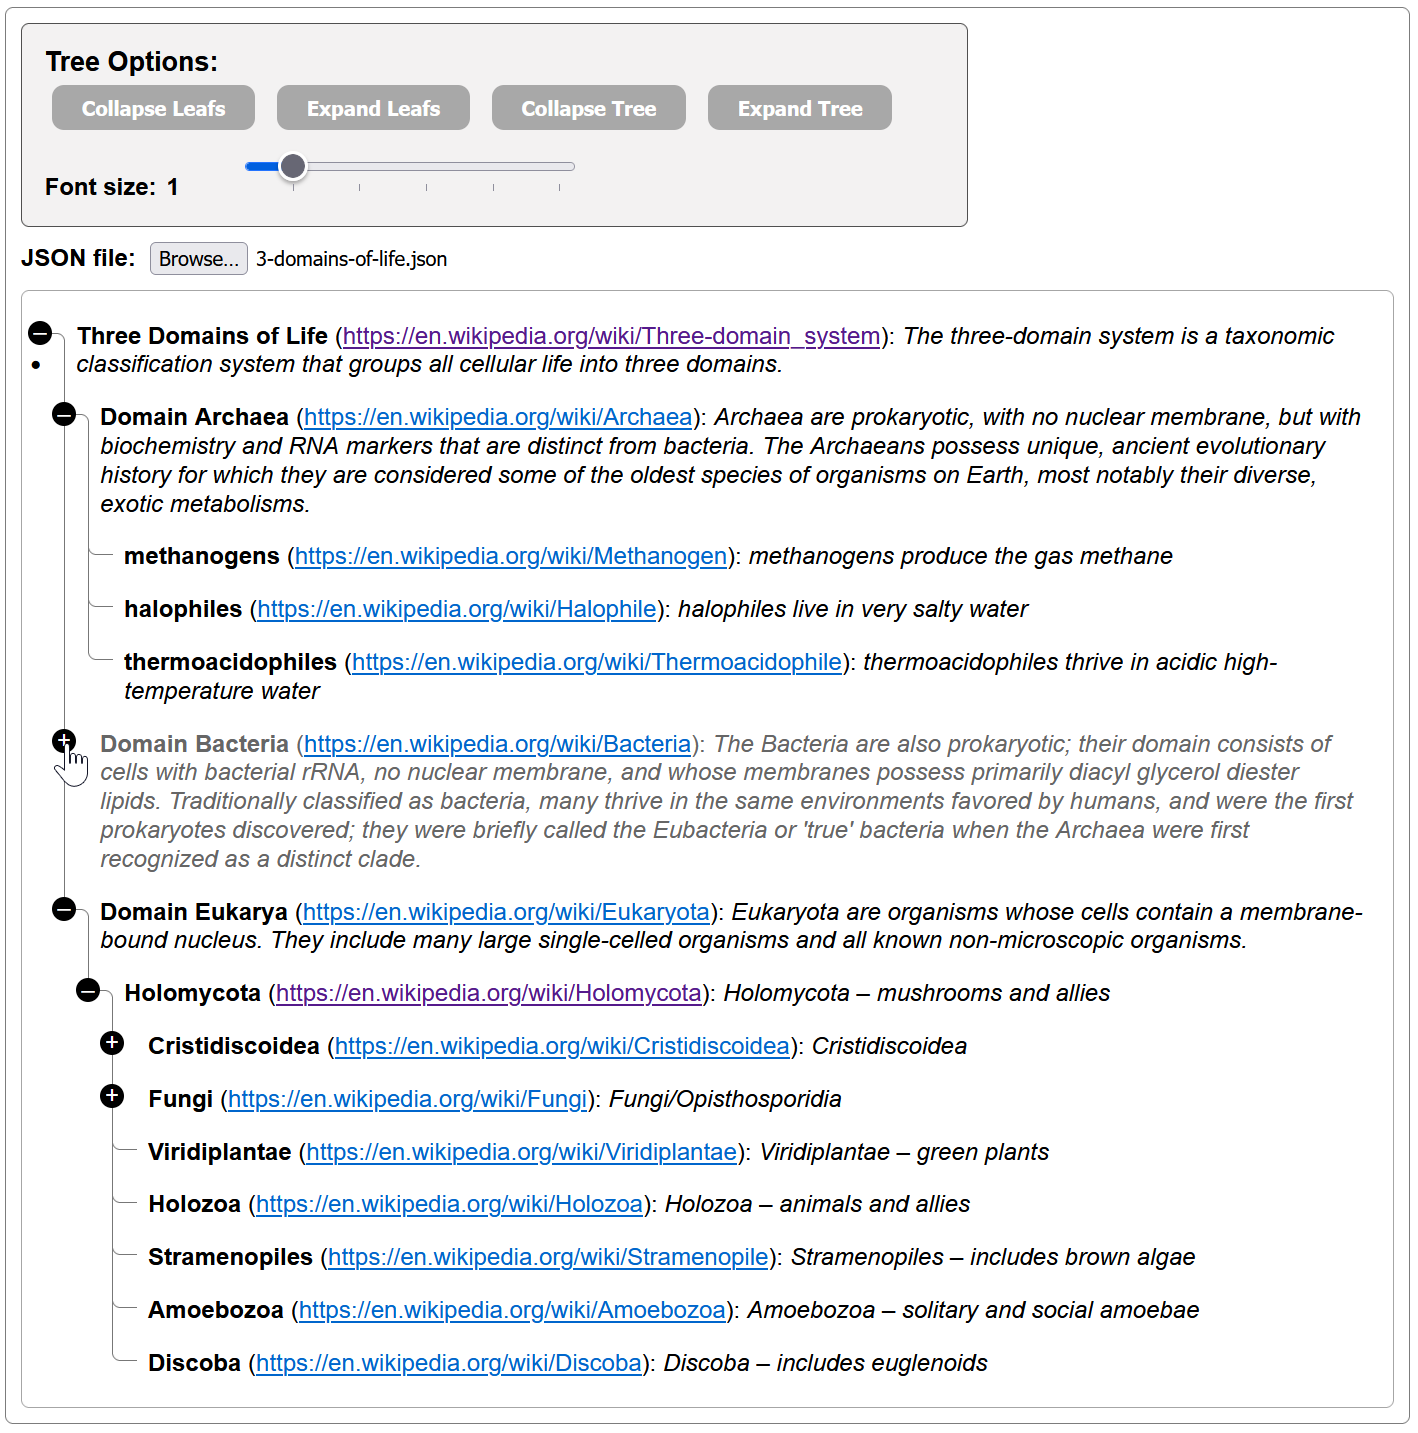 Tree Options:
Collapse Leafs Expand Leafs Collapse Tree Expand Tree
Font size: 1
JSON file: Browse... 3-domains-of-life.json
Three Domains of Life (https://en.wikipedia.org/wiki/Three-domain_system): The three-domain system is a taxonomic
classification system that groups all cellular life into three domains.
Domain Archaea (https://en.wikipedia.org/wiki/Archaea): Archaea are prokaryotic, with no nuclear membrane, but with
biochemistry and RNA markers that are distinct from bacteria. The Archaeans possess unique, ancient evolutionary
history for which they are considered some of the oldest species of organisms on Earth, most notably their diverse,
exotic metabolisms.
methanogens (https://en.wikipedia.org/wiki/Methanogen): methanogens produce the gas methane
halophiles (https://en.wikipedia.org/wiki/Halophile): halophiles live in very salty water
thermoacidophiles (https://en.wikipedia.org/wiki/Thermoacidophile): thermoacidophiles thrive in acidic high-
temperature water
Domain Bacteria (https://en.wikipedia.org/wiki/Bacteria): The Bacteria are also prokaryotic; their domain consists of
cells with bacterial rRNA, no nuclear membrane, and whose membranes possess primarily diacyl glycerol diester
lipids. Traditionally classified as bacteria, many thrive in the same environments favored by humans, and were the first
prokaryotes discovered; they were briefly called the Eubacteria or 'true' bacteria when the Archaea were first
recognized as a distinct clade.
Domain Eukarya (https://en.wikipedia.org/wiki/Eukaryota): Eukaryota are organisms whose cells contain a membrane-
bound nucleus. They include many large single-celled organisms and all known non-microscopic organisms.
Holomycota (https://en.wikipedia.org/wiki/Holomycota): Holomycota – mushrooms and allies
Cristidiscoidea (https://en.wikipedia.org/wiki/Cristidiscoidea): Cristidiscoidea
Fungi (https://en.wikipedia.org/wiki/Fungi): Fungi/Opisthosporidia
Viridiplantae (https://en.wikipedia.org/wiki/Viridiplantae): Viridiplantae – green plants
Holozoa (https://en.wikipedia.org/wiki/Holozoa): Holozoa – animals and allies
Stramenopiles (https://en.wikipedia.org/wiki/Stramenopile): Stramenopiles – includes brown algae
Amoebozoa (https://en.wikipedia.org/wiki/Amoebozoa): Amoebozoa – solitary and social amoebae
Discoba (https://en.wikipedia.org/wiki/Discoba): Discoba – includes euglenoids